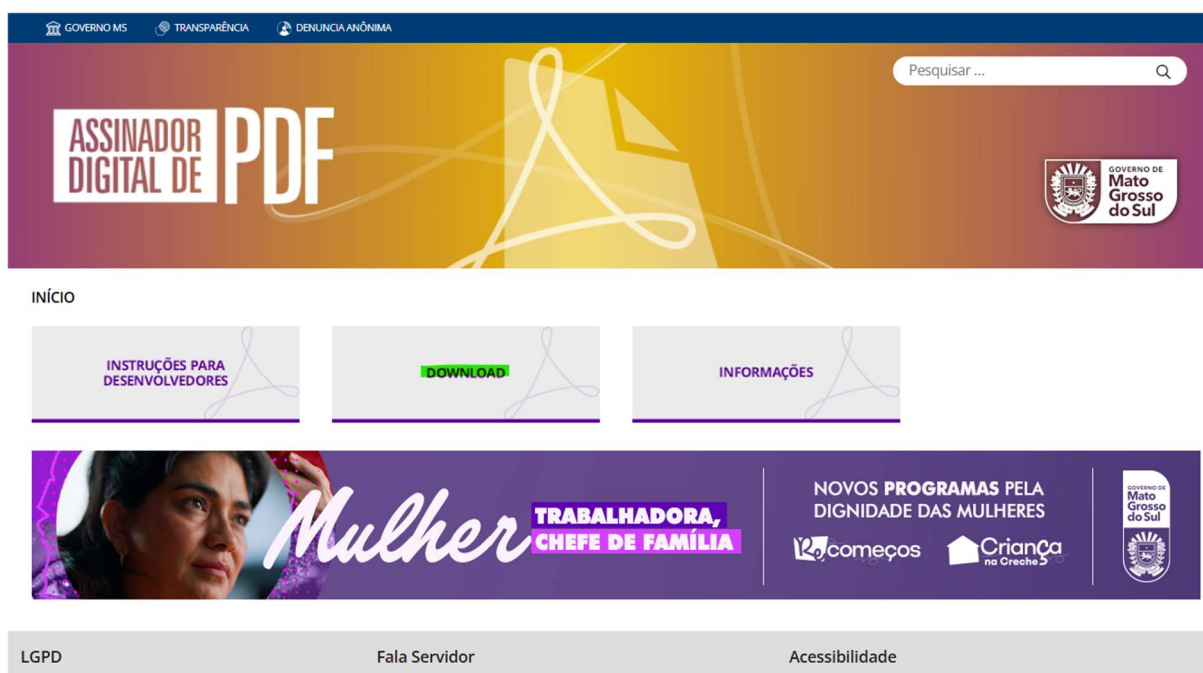 GOVERNO MS TRANSPARÊNCIA DENUNCIA ANÔNIMA
Pesquisar ...
ASSINADOR
DIGITAL DE
PDF
GOVERNO DE
Mato
Grosso
do Sul
INÍCIO
INSTRUÇÕES PARA
DESENVOLVEDORES
DOWNLOAD
INFORMAÇÕES
Mulher
TRABALHADORA,
CHEFE DE FAMÍLIA
NOVOS PROGRAMAS PELA
DIGNIDADE DAS MULHERES
Recomeços
Criança
na Creche
GOVERNO DE
Mato
Grosso
do Sul
LGPD Fala Servidor Acessibilidade